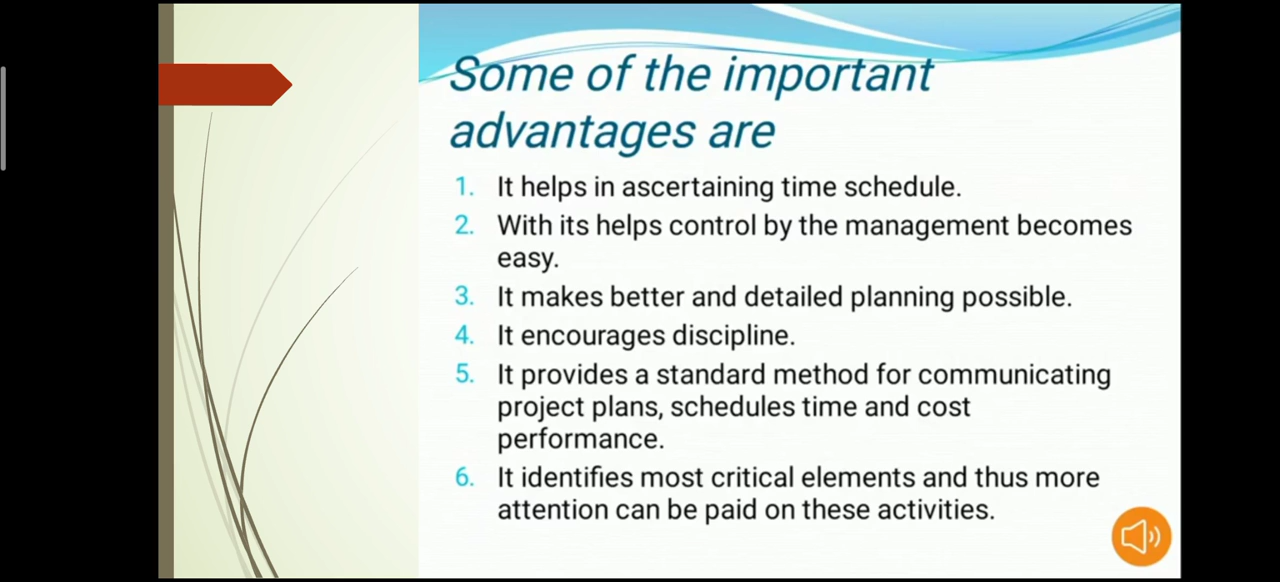 Some of the important
advantages are
1. It helps in ascertaining time schedule.
2. With its helps control by the management becomes
easy.
3. It makes better and detailed planning possible.
4. It encourages discipline.
5. It provides a standard method for communicating
project plans, schedules time and cost
performance.
6. It identifies most critical elements and thus more
attention can be paid on these activities.